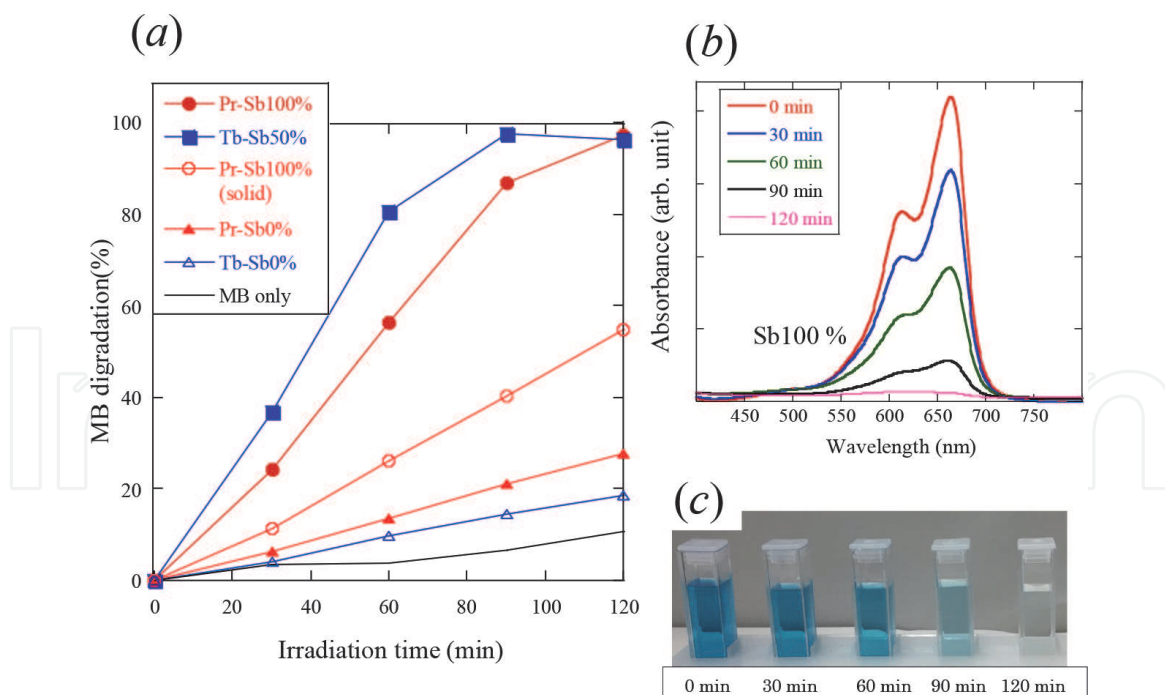 (a)
Pr-Sb100%
Tb-Sb50%
Pr-Sb100%
(solid)
Pr-Sb0%
Tb-Sb0%
MB only
100
80
60
40
20
0
MB digradation(%)
0 20 40 60 80 100 120
Irradiation time (min)
(b)
0 min
30 min
60 min
90 min
120 min
Absorbance (arb. unit)
Sb100 %
450 500 550 600 650 700 750
Wavelength (nm)
(c)
0 min 30 min 60 min 90 min 120 min